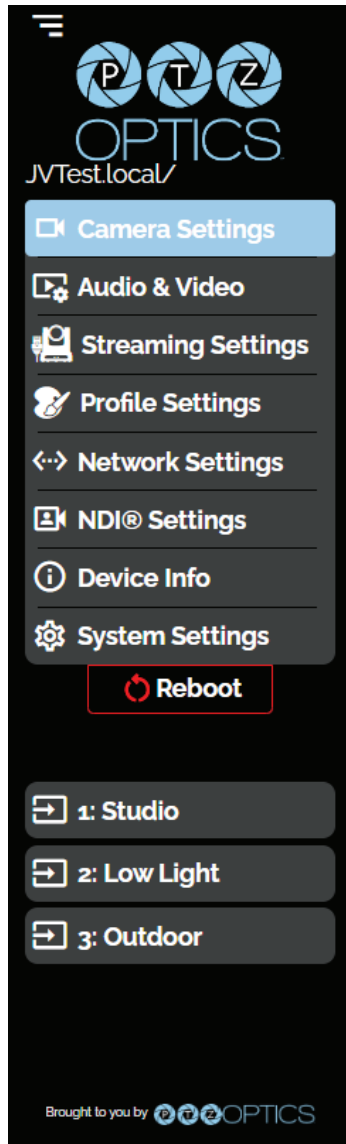 P T Z
OPTICS
JVTest.local/
Camera Settings
Audio & Video
Streaming Settings
Profile Settings
Network Settings
NDI® Settings
Device Info
System Settings
Reboot
1: Studio
2: Low Light
3: Outdoor
Brought to you by PTZOPTICS